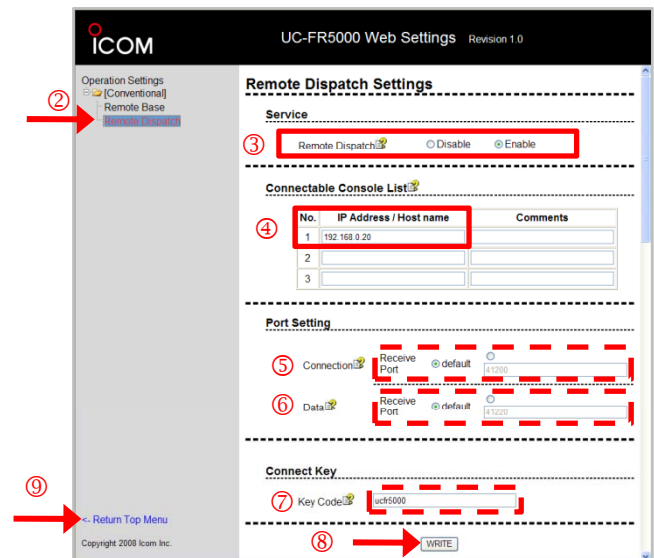 ICOM
UC-FR5000 Web Settings Revision 1.0
Operation Settings
[Conventional]
② Remote Base
Remote Dispatch
Remote Dispatch Settings
Service
③ Remote Dispatch Disable Enable
Connectable Console List
④ No. IP Address / Host name Comments
1 192.168.0.20
2
3
Port Setting
⑤ Connection Receive Port default 41200
⑥ Data Receive Port default 41220
Connect Key
⑦ Key Code ucfr5000
⑧ WRITE
⑨ <- Return Top Menu
Copyright 2008 Icom Inc.